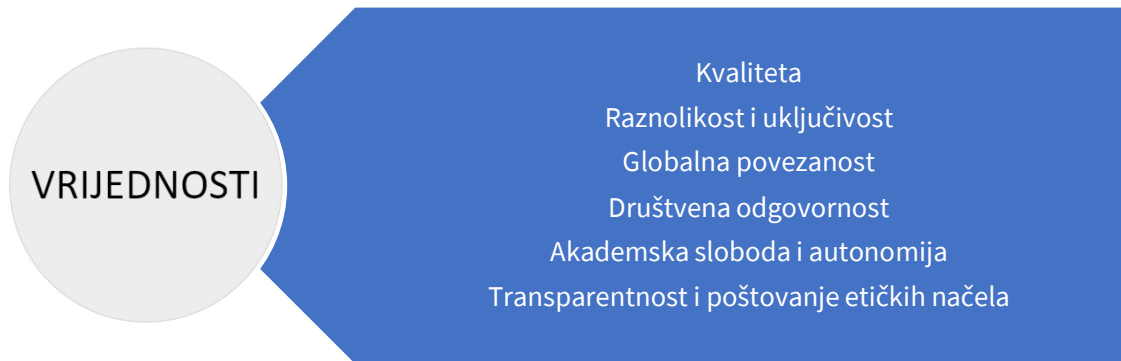 VRIJEDNOSTI
Kvaliteta
Raznolikost i uključivost
Globalna povezanost
Društvena odgovornost
Akademska sloboda i autonomija
Transparentnost i poštovanje etičkih načela